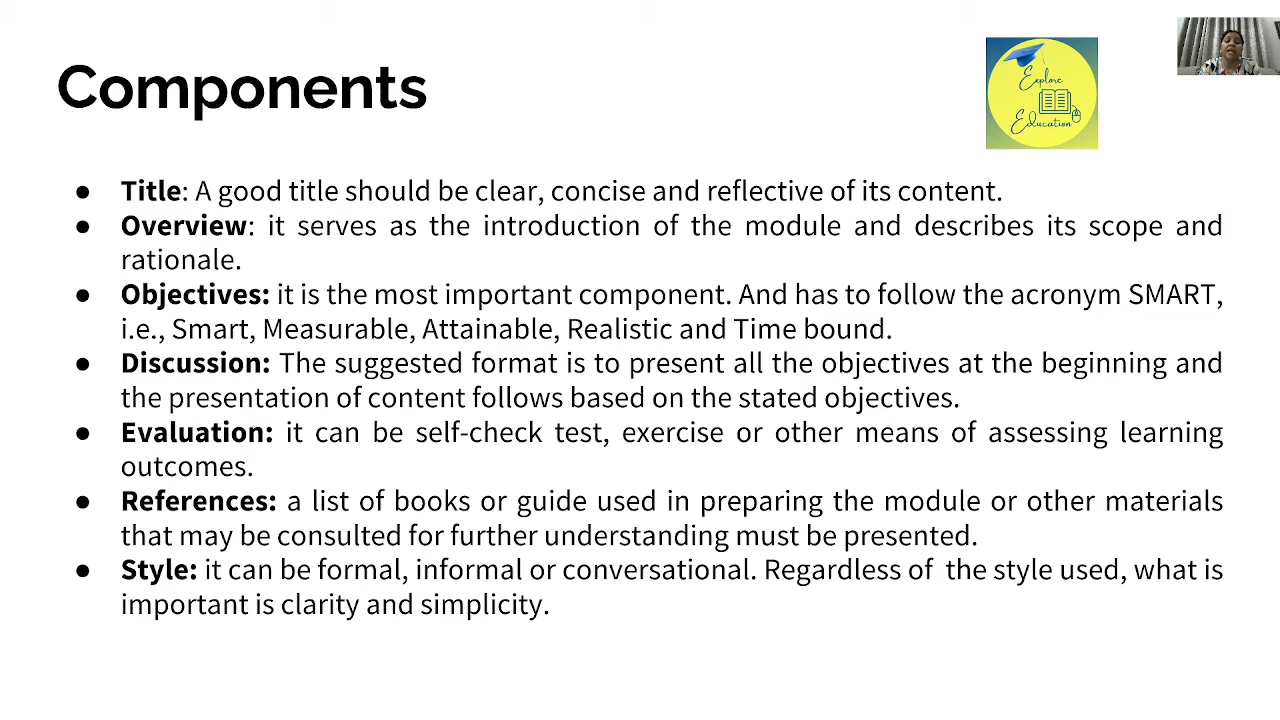 Components
Explore
Education
● Title: A good title should be clear, concise and reflective of its content.
● Overview: it serves as the introduction of the module and describes its scope and
rationale.
● Objectives: it is the most important component. And has to follow the acronym SMART,
i.e., Smart, Measurable, Attainable, Realistic and Time bound.
● Discussion: The suggested format is to present all the objectives at the beginning and
the presentation of content follows based on the stated objectives.
● Evaluation: it can be self-check test, exercise or other means of assessing learning
outcomes.
● References: a list of books or guide used in preparing the module or other materials
that may be consulted for further understanding must be presented.
● Style: it can be formal, informal or conversational. Regardless of  the style used, what is
important is clarity and simplicity.